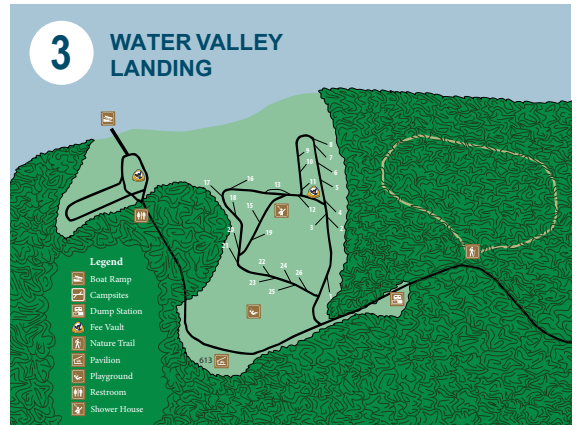 3
WATER VALLEY
LANDING
8
9
7
10
6
16
13
11
5
17
18
15
12
4
3
2
20
19
21
22
24
26
23
25
1
613
Legend
Boat Ramp
Campsites
Dump Station
Fee Vault
Nature Trail
Pavilion
Playground
Restroom
Shower House